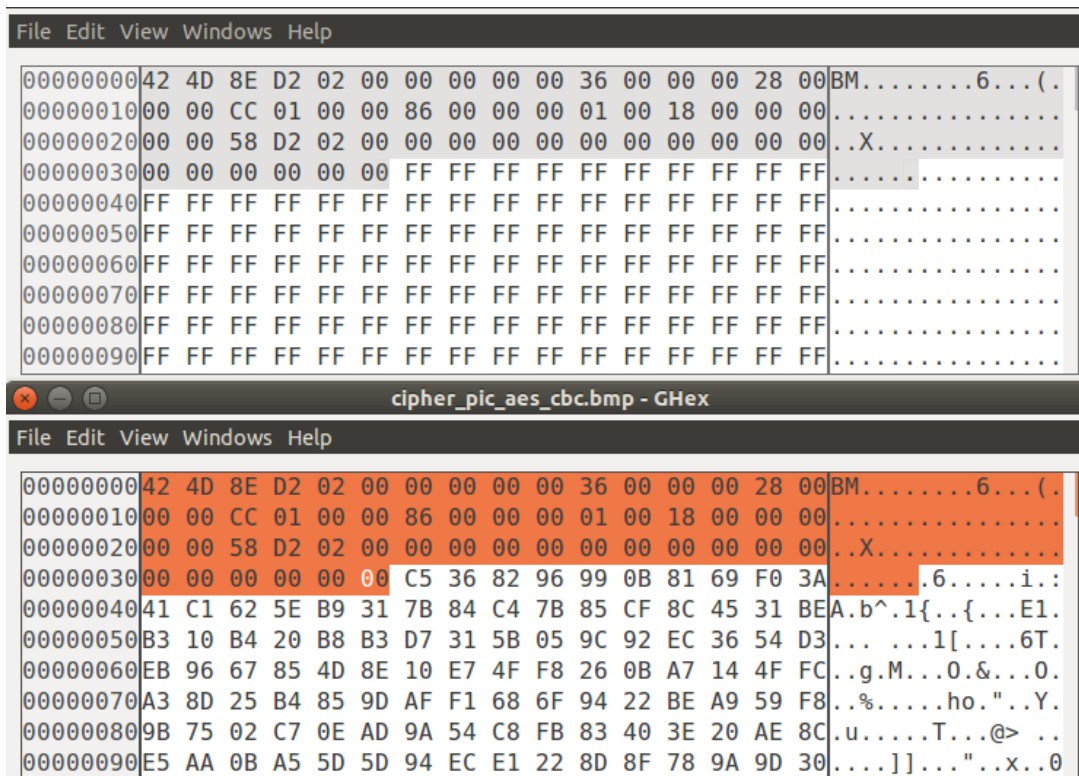 File Edit View Windows Help
00000000 42 4D 8E D2 02 00 00 00 00 00 36 00 00 00 28 00 BM........6...(.
00000010 00 00 CC 01 00 00 86 00 00 00 01 00 18 00 00 00 ................
00000020 00 00 58 D2 02 00 00 00 00 00 00 00 00 00 00 00 ..X.............
00000030 00 00 00 00 00 00 FF FF FF FF FF FF FF FF FF FF ................
00000040 FF FF FF FF FF FF FF FF FF FF FF FF FF FF FF FF ................
00000050 FF FF FF FF FF FF FF FF FF FF FF FF FF FF FF FF ................
00000060 FF FF FF FF FF FF FF FF FF FF FF FF FF FF FF FF ................
00000070 FF FF FF FF FF FF FF FF FF FF FF FF FF FF FF FF ................
00000080 FF FF FF FF FF FF FF FF FF FF FF FF FF FF FF FF ................
00000090 FF FF FF FF FF FF FF FF FF FF FF FF FF FF FF FF ................
cipher_pic_aes_cbc.bmp - GHex
File Edit View Windows Help
00000000 42 4D 8E D2 02 00 00 00 00 00 36 00 00 00 28 00 BM........6...(.
00000010 00 00 CC 01 00 00 86 00 00 00 01 00 18 00 00 00 ................
00000020 00 00 58 D2 02 00 00 00 00 00 00 00 00 00 00 00 ..X.............
00000030 00 00 00 00 00 00 C5 36 82 96 99 0B 81 69 F0 3A .......6.....i.:
00000040 41 C1 62 5E B9 31 7B 84 C4 7B 85 CF 8C 45 31 BE A.b^.1{..{...E1.
00000050 B3 10 B4 20 B8 B3 D7 31 5B 05 9C 92 EC 36 54 D3 ... ...1[....6T.
00000060 EB 96 67 85 4D 8E 10 E7 4F F8 26 0B A7 14 4F FC ..g.M...O.&...O.
00000070 A3 8D 25 B4 85 9D AF F1 68 6F 94 22 BE A9 59 F8 ..%.....ho."..Y.
00000080 9B 75 02 C7 0E AD 9A 54 C8 FB 83 40 3E 20 AE 8C .u.....T...@> ..
00000090 E5 AA 0B A5 5D 5D 94 EC E1 22 8D 8F 78 9A 9D 30 ....]]..."..x..0